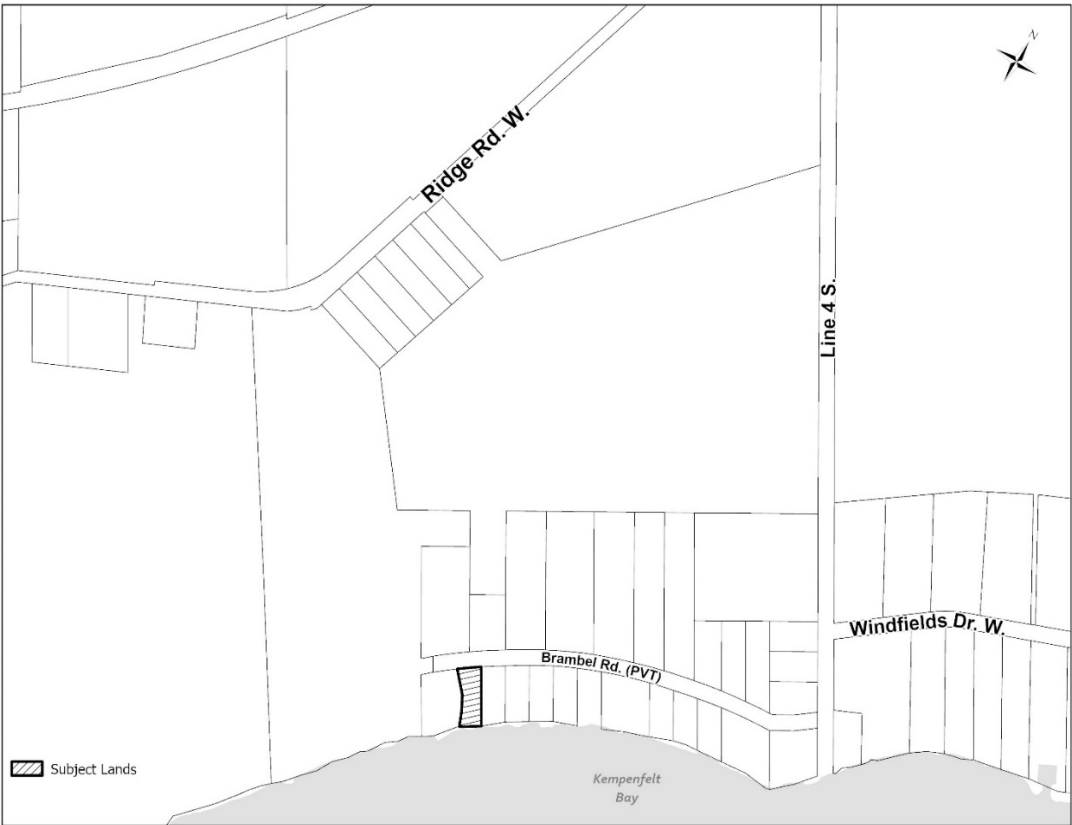 N
Ridge Rd. W.
Line 4 S.
Windfields Dr. W.
Brambel Rd. (PVT)
Subject Lands
Kempenfelt
Bay